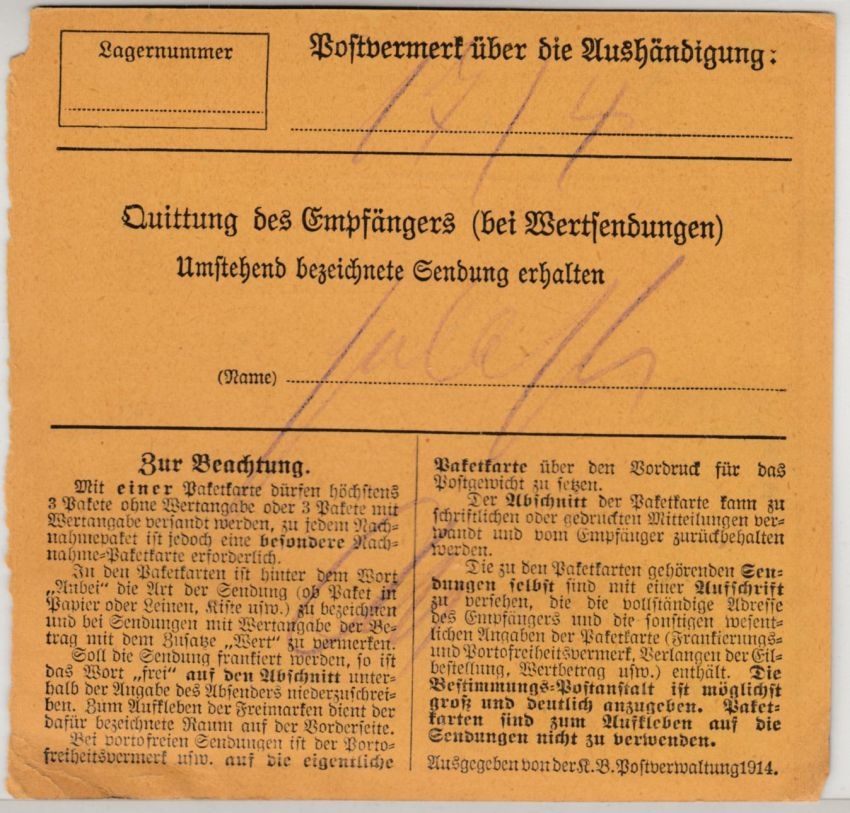 Lagernummer
Postvermerk über die Aushändigung:
17/4
Quittung des Empfängers (bei Wertsendungen)
Umstehend bezeichnete Sendung erhalten
(Name)
Zur Beachtung.
Mit einer Paketkarte dürfen höchstens
3 Pakete ohne Wertangabe oder 3 Pakete mit
Wertangabe versandt werden, zu jedem Nach-
nahmepaket ist jedoch eine besondere Nach-
nahme-Paketkarte erforderlich.
In den Paketkarten ist hinter dem Wort
„Anbei“ die Art der Sendung (ob Paket in
Papier oder Leinen, Kiste usw.) zu bezeichnen
und bei Sendungen mit Wertangabe der Be-
trag mit dem Zusatze „Wert“ zu vermerken.
Soll die Sendung frankiert werden, so ist
das Wort „frei“ auf den Abschnitt unter-
halb der Angabe des Absenders niederzuschrei-
ben. Zum Aufkleben der Freimarken dient der
dafür bezeichnete Raum auf der Vorderseite.
Bei portofreien Sendungen ist der Porto-
freiheitsvermerk usw. auf die eigentliche
Paketkarte über den Vordruck für das
Postgewicht zu setzen.
Der Abschnitt der Paketkarte kann zu
schriftlichen oder gedruckten Mitteilungen ver-
wandt und vom Empfänger zurückbehalten
werden.
Die zu den Paketkarten gehörenden Sen-
dungen selbst sind mit einer Aufschrift
zu versehen, die die vollständige Adresse
des Empfängers und die sonstigen wesent-
lichen Angaben der Paketkarte (Frankierungs-
und Portofreiheitsvermerk, Verlangen der Eil-
bestellung, Wertbetrag usw.) enthält. Die
Bestimmungs-Postanstalt ist möglichst
groß und deutlich anzugeben. Paket-
karten sind zum Aufkleben auf die
Sendungen nicht zu verwenden.
Ausgegeben von der K. B. Postverwaltung 1914.